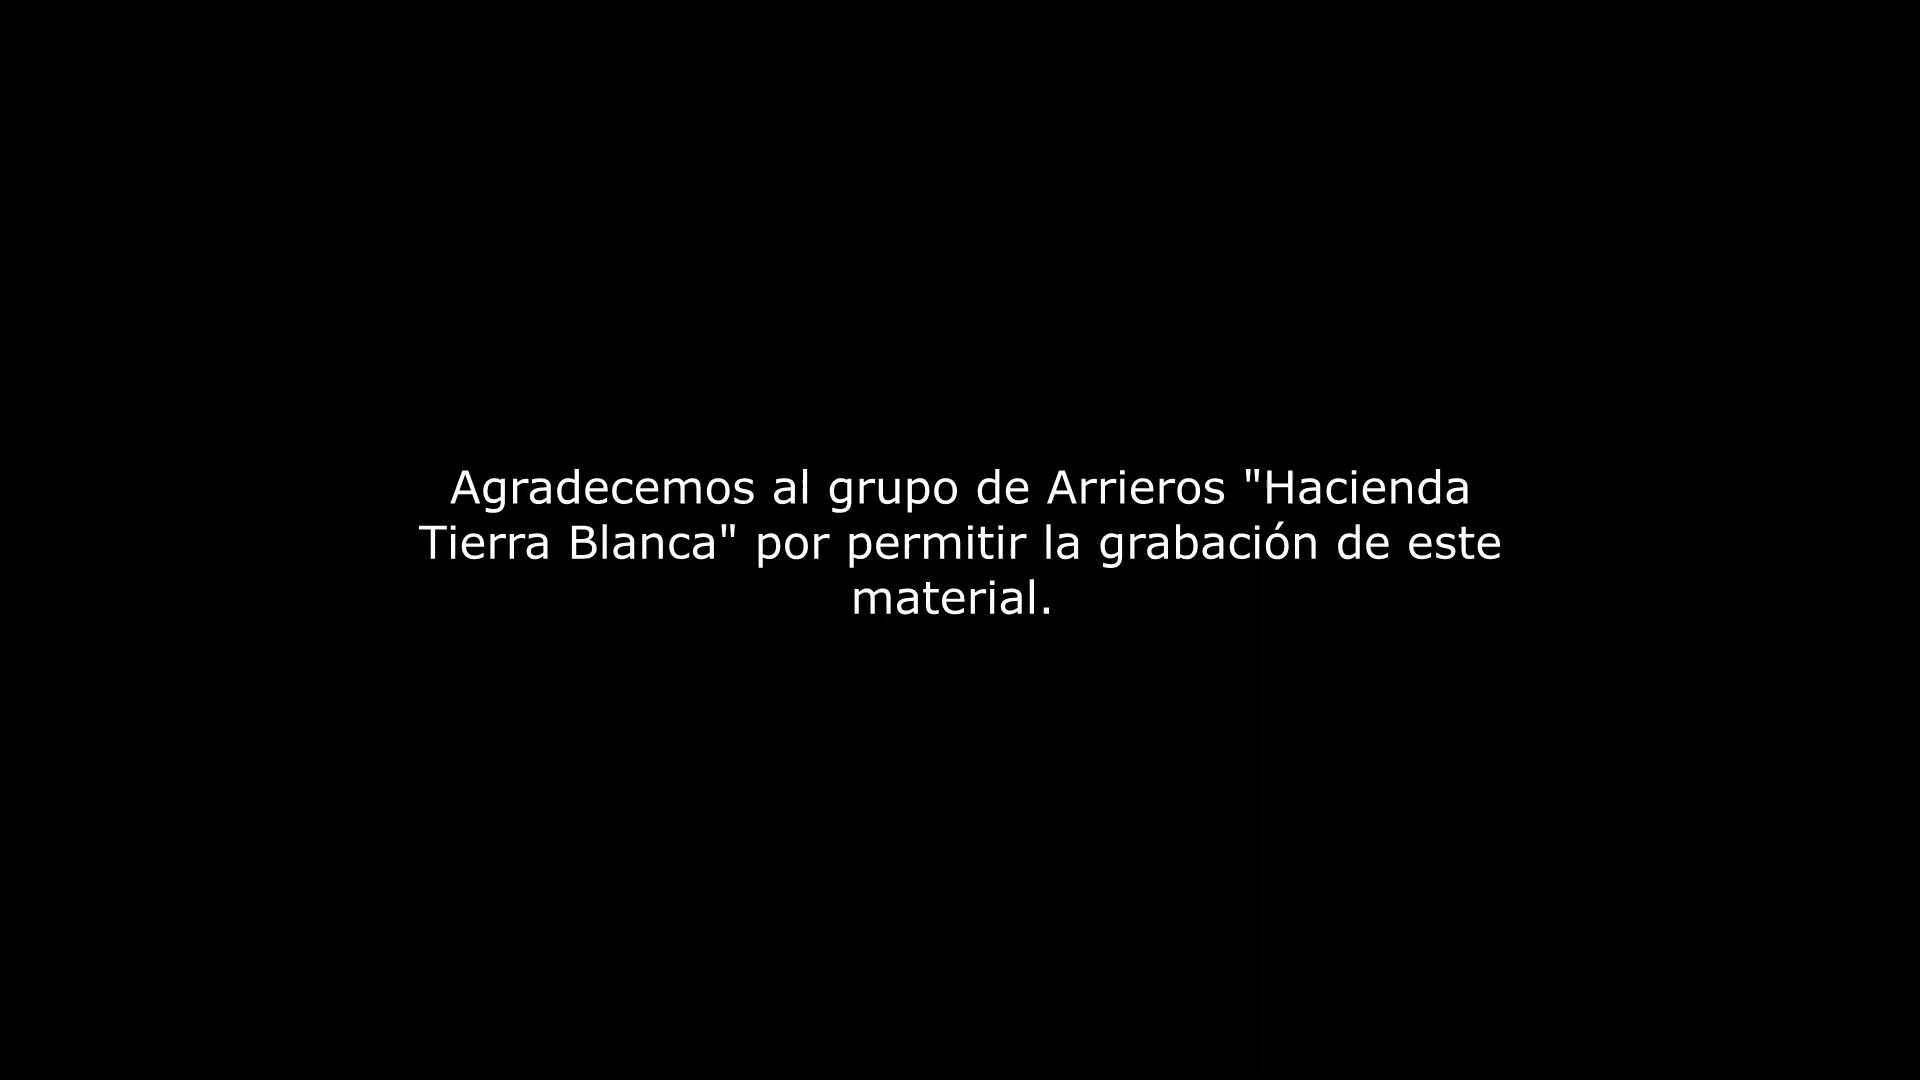 Agradecemos al grupo de Arrieros "Hacienda
Tierra Blanca" por permitir la grabación de este
material.